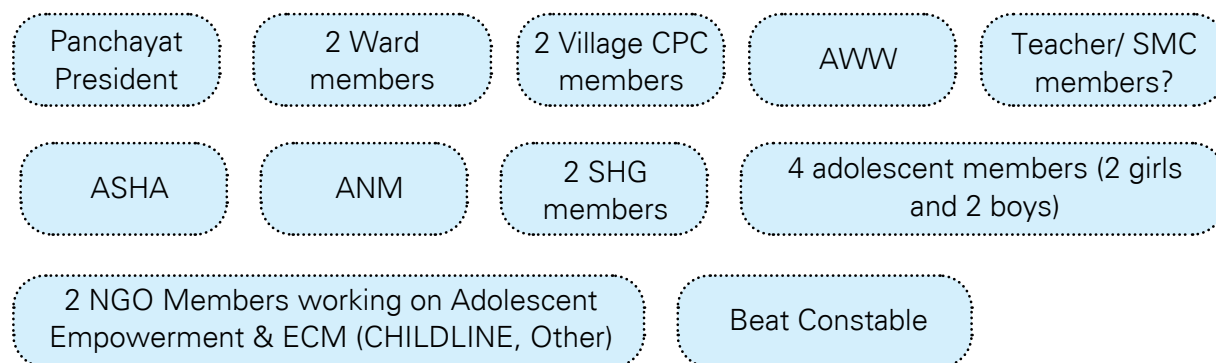 Panchayat
President
2 Ward
members
2 Village CPC
members
AWW
Teacher/ SMC
members?
ASHA
ANM
2 SHG
members
4 adolescent members (2 girls
and 2 boys)
2 NGO Members working on Adolescent
Empowerment & ECM (CHILDLINE, Other)
Beat Constable